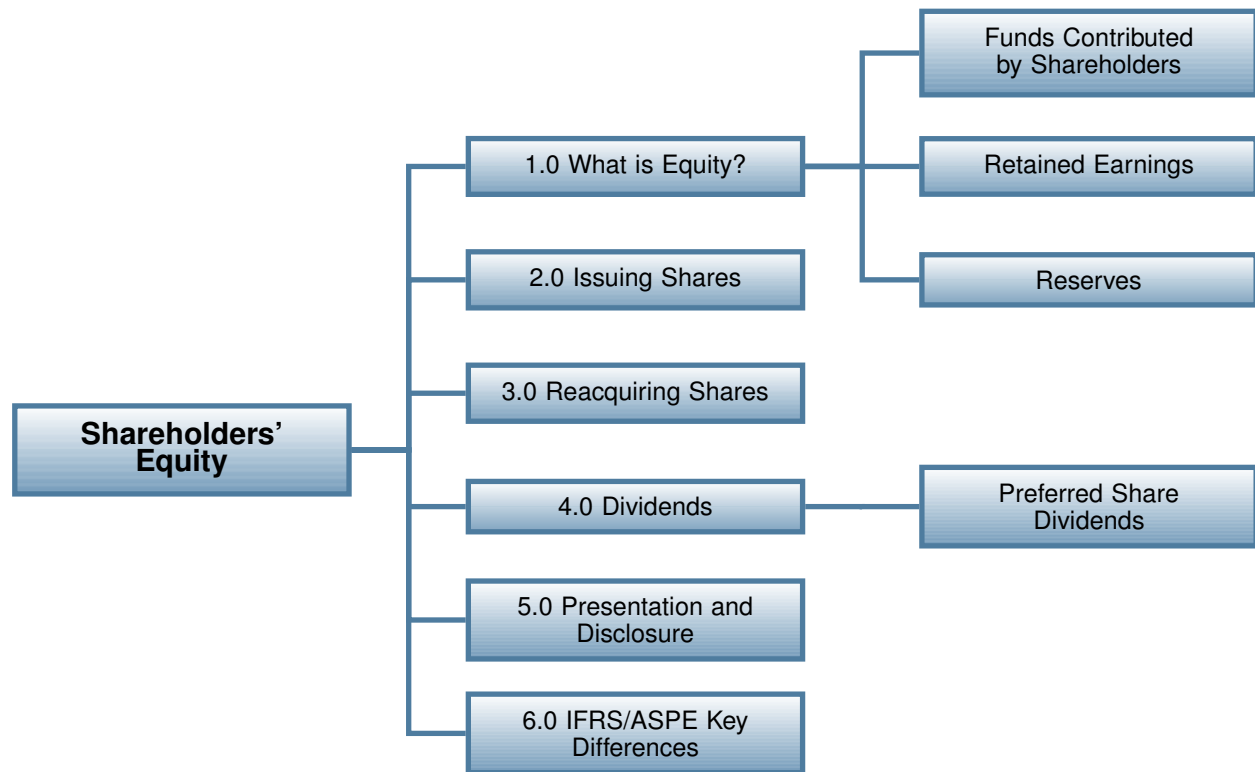 Shareholders’
Equity
1.0 What is Equity?
Funds Contributed
by Shareholders
Retained Earnings
Reserves
2.0 Issuing Shares
3.0 Reacquiring Shares
4.0 Dividends
Preferred Share
Dividends
5.0 Presentation and
Disclosure
6.0 IFRS/ASPE Key
Differences